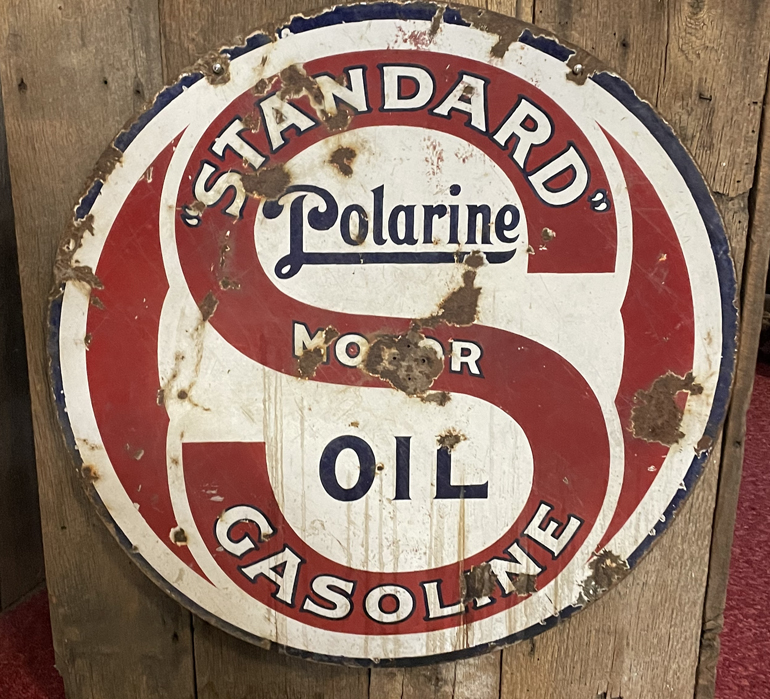 "STANDARD"
Polarine
MOTOR
OIL
GASOLINE